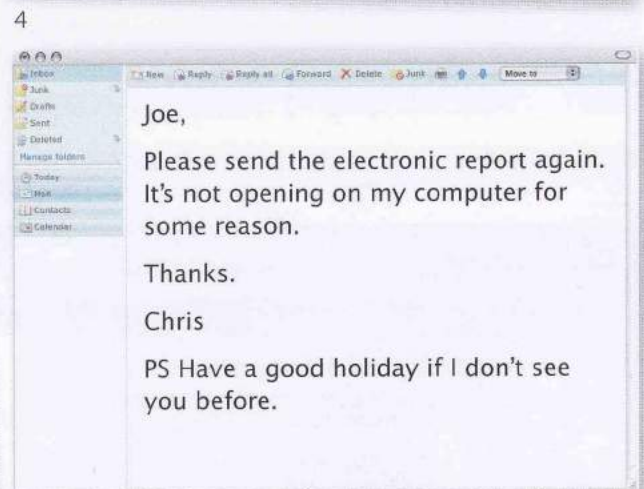 4
Inbox
New Reply Reply all Forward Delete Junk Move to
Junk
Drafts
Sent
Deleted
Manage folders
Today
Mail
Contacts
Calendar
Joe,
Please send the electronic report again.
It's not opening on my computer for
some reason.
Thanks.
Chris
PS Have a good holiday if I don't see
you before.